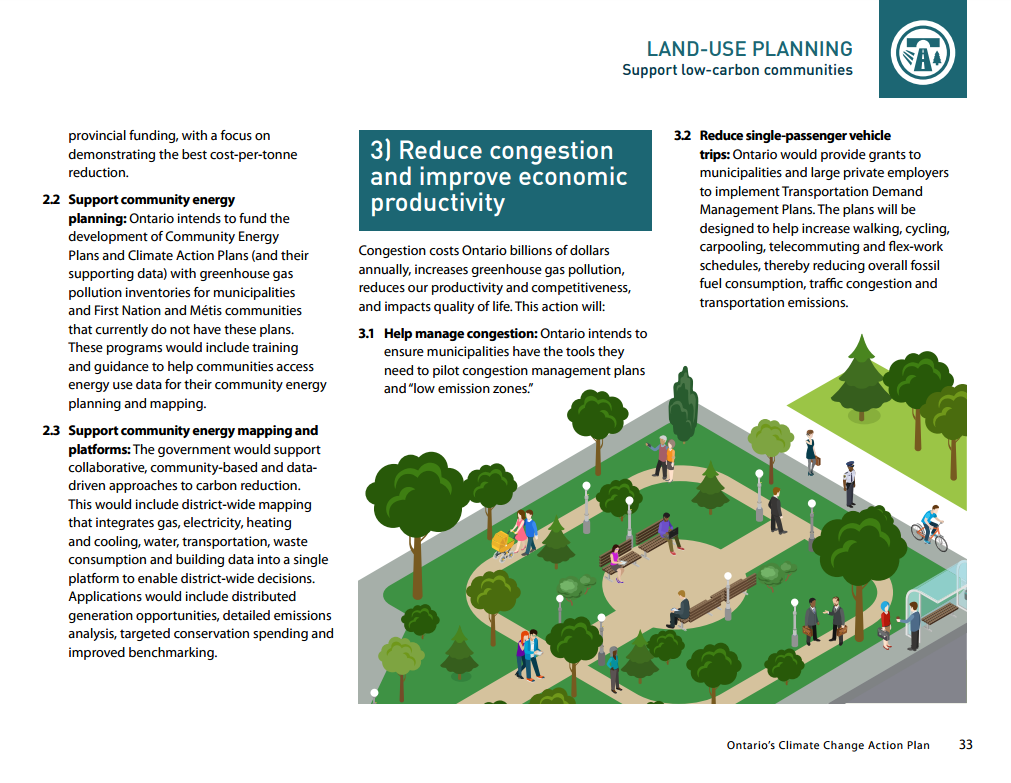 LAND-USE PLANNING
Support low-carbon communities
provincial funding, with a focus on
demonstrating the best cost-per-tonne
reduction.
2.2 Support community energy
planning: Ontario intends to fund the
development of Community Energy
Plans and Climate Action Plans (and their
supporting data) with greenhouse gas
pollution inventories for municipalities
and First Nation and Métis communities
that currently do not have these plans.
These programs would include training
and guidance to help communities access
energy use data for their community energy
planning and mapping.
2.3 Support community energy mapping and
platforms: The government would support
collaborative, community-based and data-
driven approaches to carbon reduction.
This would include district-wide mapping
that integrates gas, electricity, heating
and cooling, water, transportation, waste
consumption and building data into a single
platform to enable district-wide decisions.
Applications would include distributed
generation opportunities, detailed emissions
analysis, targeted conservation spending and
improved benchmarking.
3) Reduce congestion
and improve economic
productivity
Congestion costs Ontario billions of dollars
annually, increases greenhouse gas pollution,
reduces our productivity and competitiveness,
and impacts quality of life. This action will:
3.1 Help manage congestion: Ontario intends to
ensure municipalities have the tools they
need to pilot congestion management plans
and “low emission zones.”
3.2 Reduce single-passenger vehicle
trips: Ontario would provide grants to
municipalities and large private employers
to implement Transportation Demand
Management Plans. The plans will be
designed to help increase walking, cycling,
carpooling, telecommuting and flex-work
schedules, thereby reducing overall fossil
fuel consumption, traffic congestion and
transportation emissions.
Ontario's Climate Change Action Plan 33